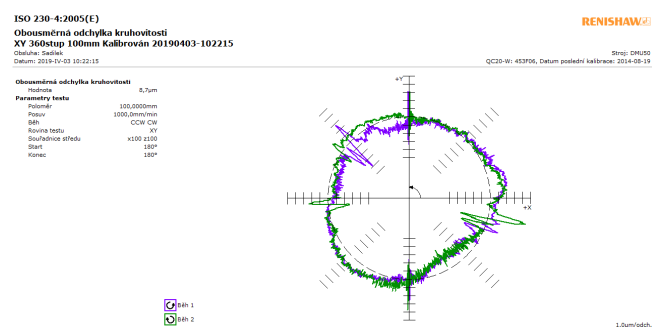 ISO 230-4:2005(E)
RENISHAW
Obousměrná odchylka kruhovitosti
XY 360stup 100mm Kalibrován 20190403-102215
Obsluha: Sadilek
Stroj: DMU50
Datum: 2019-IV-03 10:22:15
QC20-W: 453F06, Datum poslední kalibrace: 2014-08-19
Obousměrná odchylka kruhovitosti
Hodnota 8,7µm
Parametry testu
Poloměr 100,0000mm
Posuv 1000,0mm/min
Běh CCW CW
Rovina testu XY
Souřadnice středu x100 z100
Start 180°
Konec 180°
+Y
+X
Běh 1
Běh 2
1.0um/odch.